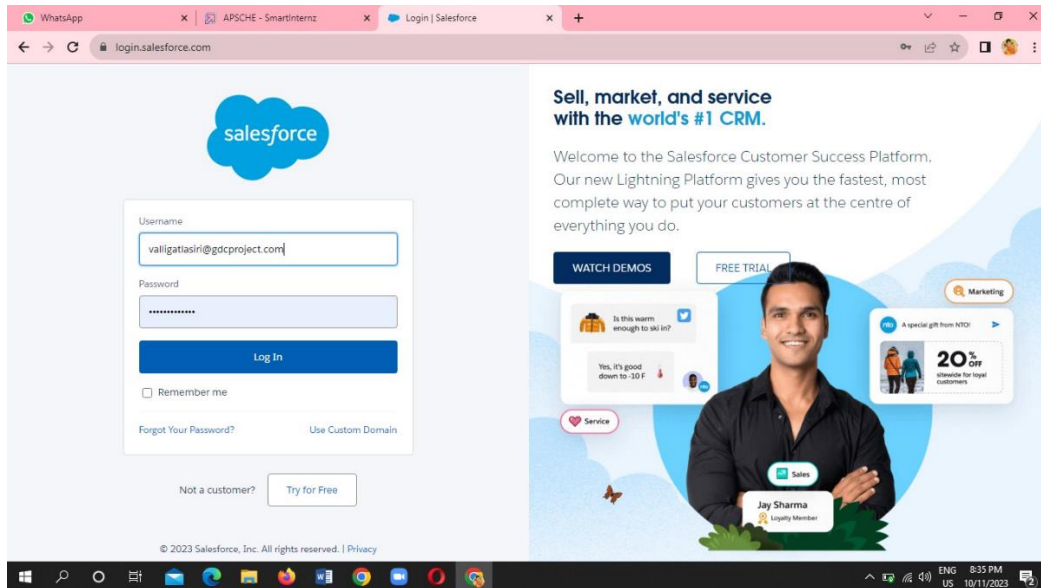 WhatsApp
APSCHE - SmartInternz
Login | Salesforce
login.salesforce.com
salesforce
Username
valligatlasiri@gdcproject.com
Password
Log In
Remember me
Forgot Your Password?
Use Custom Domain
Not a customer?
Try for Free
© 2023 Salesforce, Inc. All rights reserved. | Privacy
Sell, market, and service
with the world's #1 CRM.
Welcome to the Salesforce Customer Success Platform.
Our new Lightning Platform gives you the fastest, most
complete way to put your customers at the centre of
everything you do.
WATCH DEMOS
FREE TRIAL
Marketing
Is this warm
enough to ski in?
Yes, it's good
down to -10 F
nto
Service
nto
A special gift from NTO!
20% OFF
sitewide for loyal
customers
Sales
Jay Sharma
Loyalty Member
ENG
US
8:35 PM
10/11/2023
2